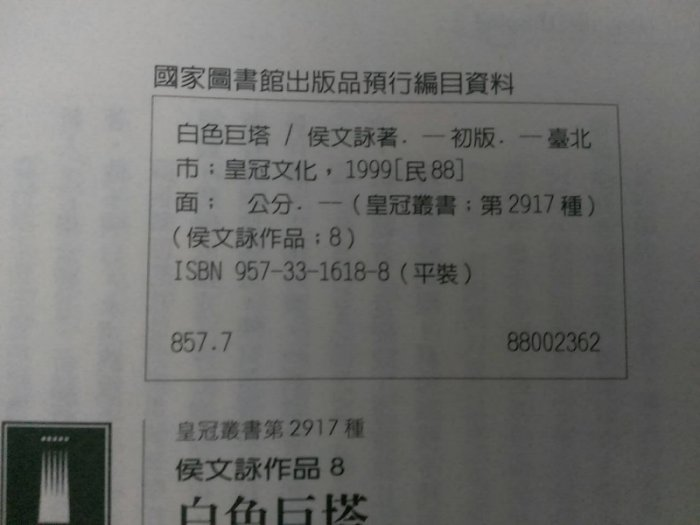 國家圖書館出版品預行編目資料
白色巨塔 / 侯文詠著. -- 初版. -- 臺北
市；皇冠文化，1999[民88]
面；　公分. --（皇冠叢書；第2917種）
（侯文詠作品；8）
ISBN 957-33-1618-8（平裝）
857.7　88002362
皇冠叢書第2917種
侯文詠作品 8
白色巨塔